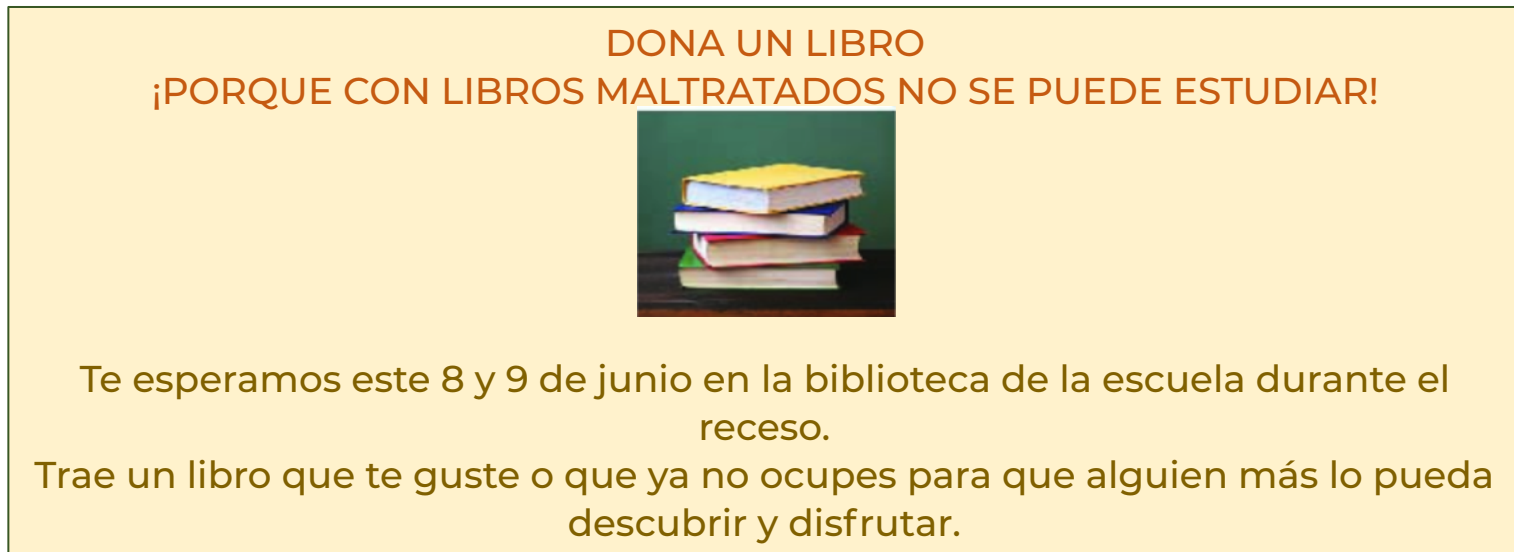 DONA UN LIBRO
¡PORQUE CON LIBROS MALTRATADOS NO SE PUEDE ESTUDIAR!
Te esperamos este 8 y 9 de junio en la biblioteca de la escuela durante el
receso.
Trae un libro que te guste o que ya no ocupes para que alguien más lo pueda
descubrir y disfrutar.